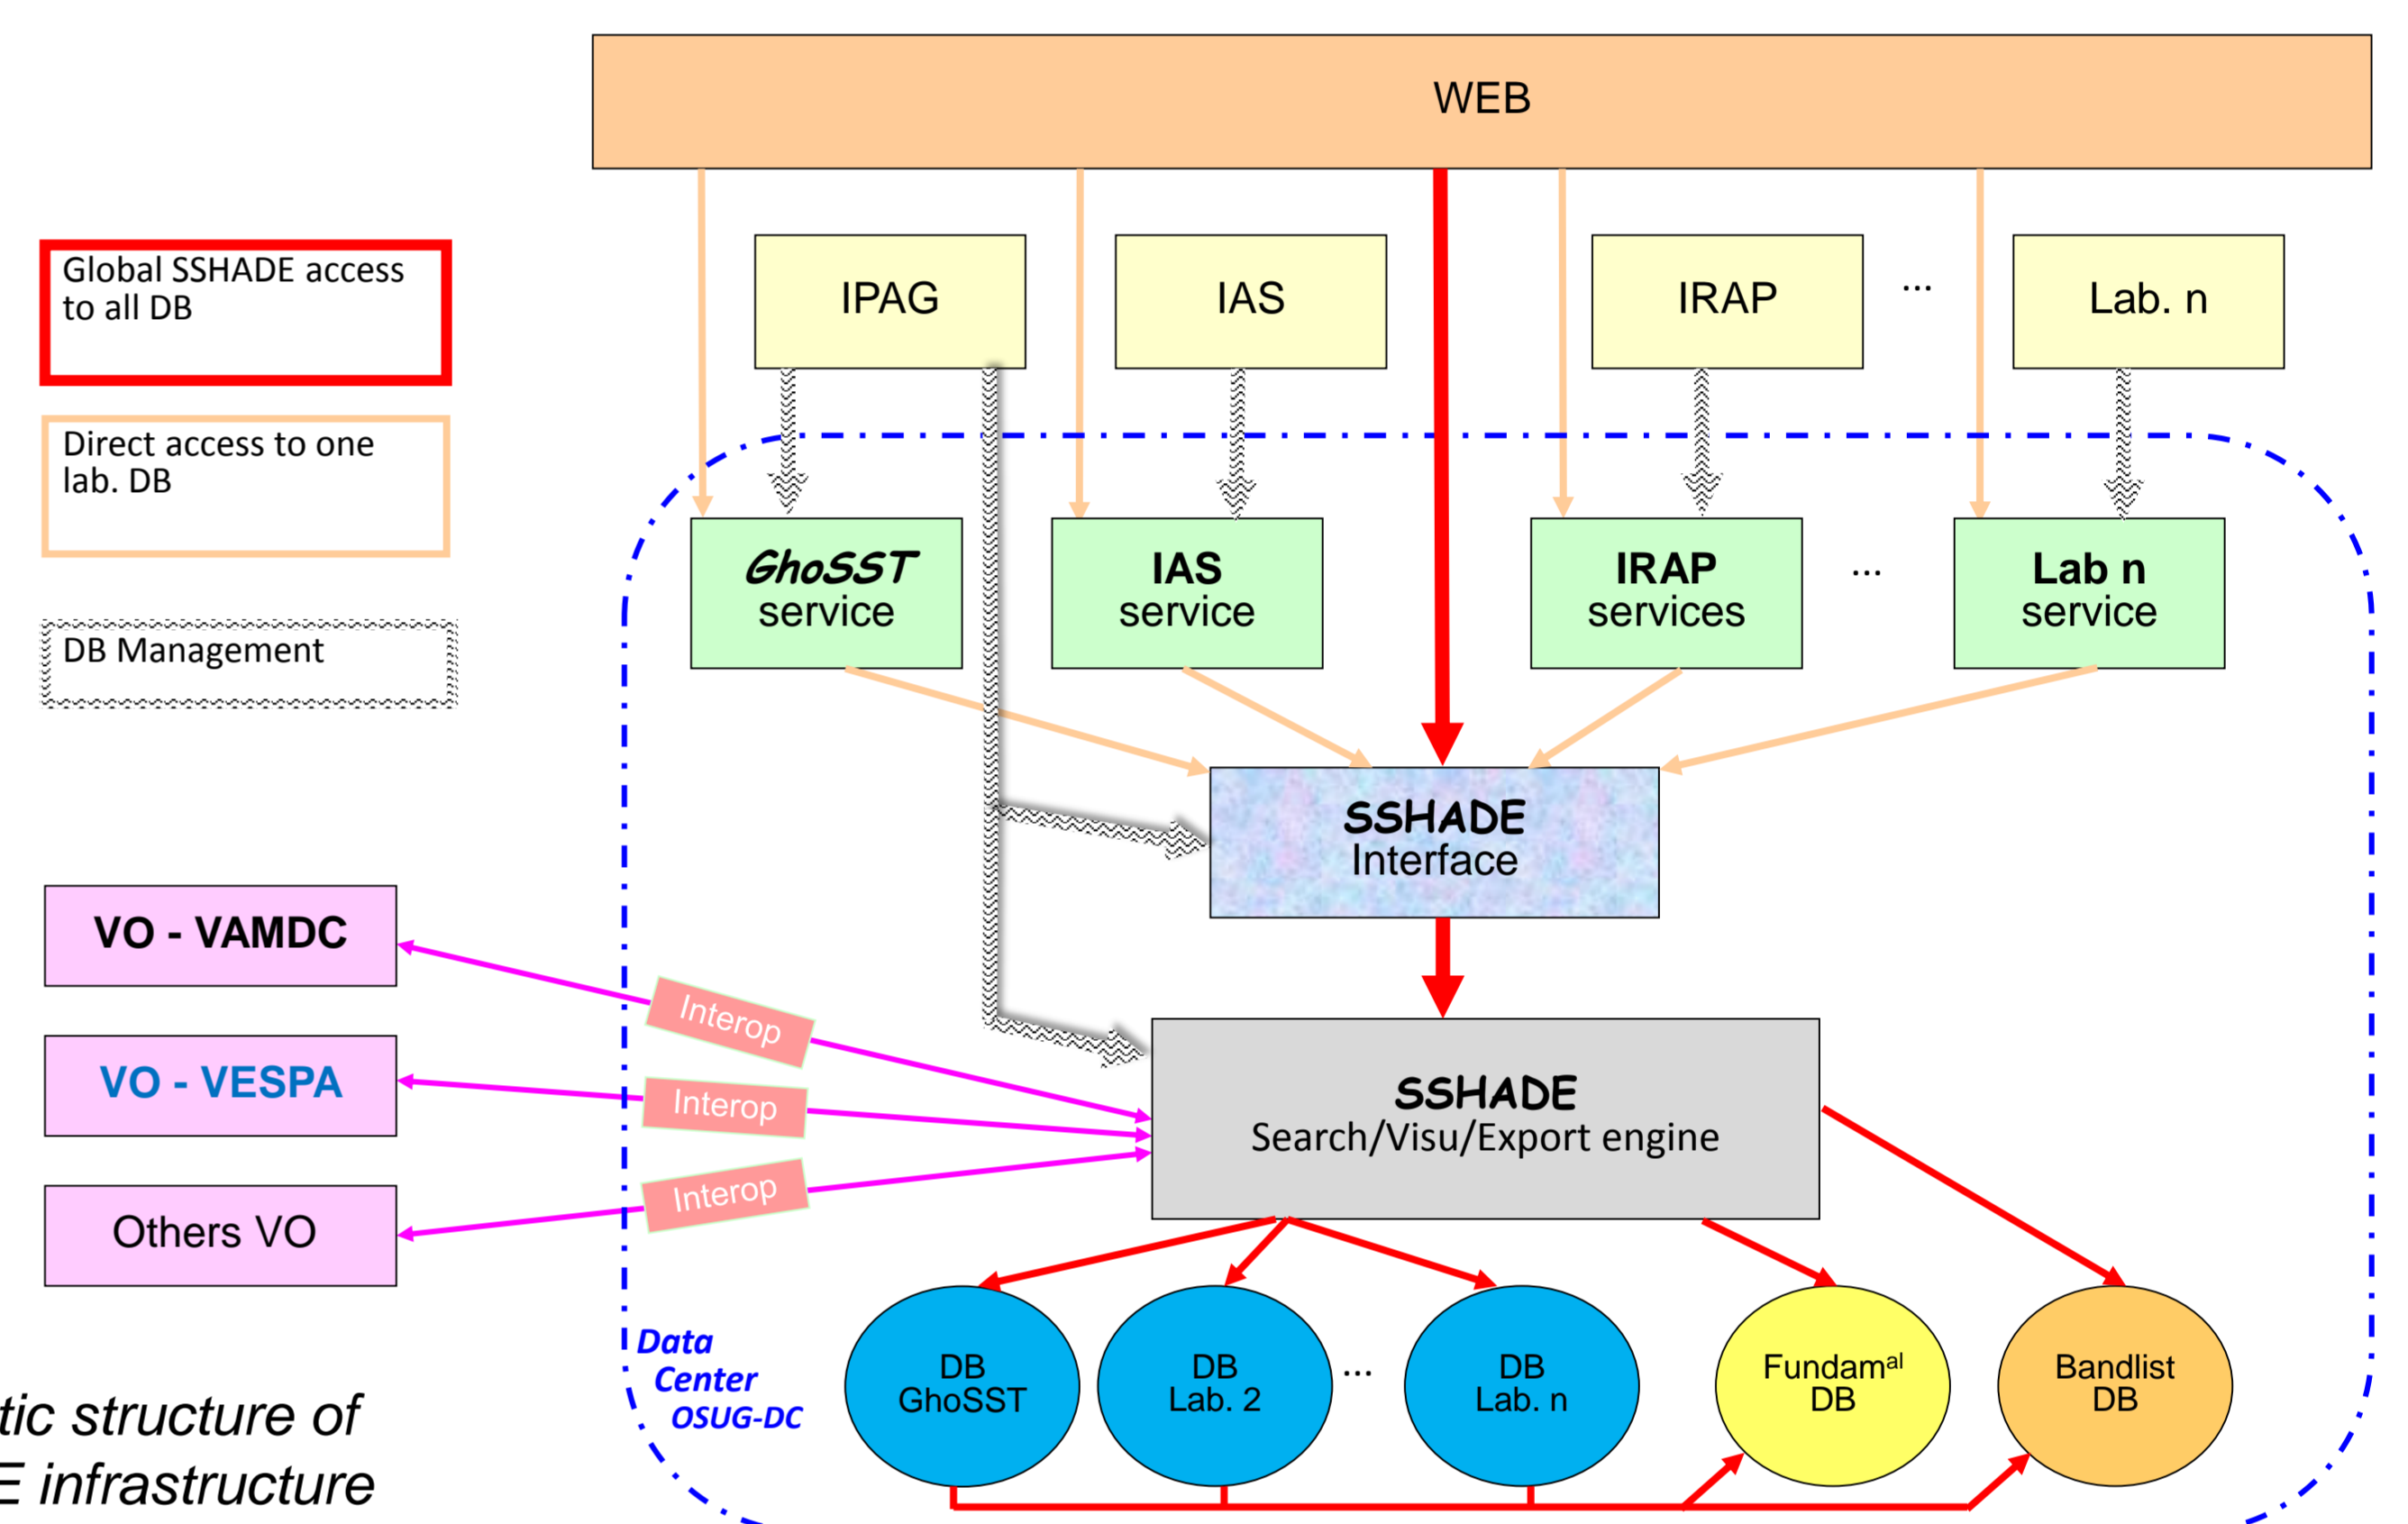 WEB
Global SSHADE access
to all DB
IPAG
IAS
IRAP
...
Lab. n
Direct access to one
lab. DB
GhoSST
service
IAS
service
IRAP
services
...
Lab n
service
DB Management
SSHADE
Interface
VO - VAMDC
Interop
VO - VESPA
Interop
SSHADE
Search/Visu/Export engine
Others VO
Interop
Data
Center
OSUG-DC
DB
GhoSST
DB
Lab. 2
...
DB
Lab. n
Fundamal
DB
Bandlist
DB
structure of
infrastructure